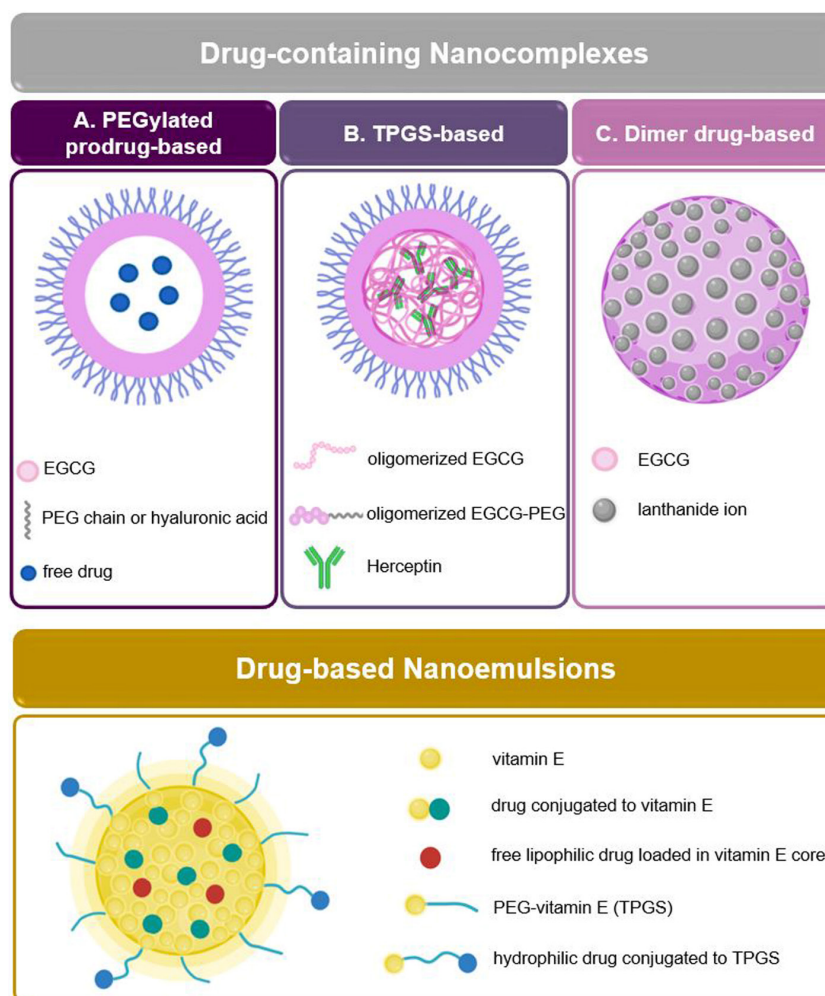 Drug-containing Nanocomplexes
A. PEGylated
prodrug-based
B. TPGS-based
C. Dimer drug-based
EGCG
PEG chain or hyaluronic acid
free drug
oligomerized EGCG
oligomerized EGCG-PEG
Herceptin
EGCG
lanthanide ion
Drug-based Nanoemulsions
vitamin E
drug conjugated to vitamin E
free lipophilic drug loaded in vitamin E core
PEG-vitamin E (TPGS)
hydrophilic drug conjugated to TPGS